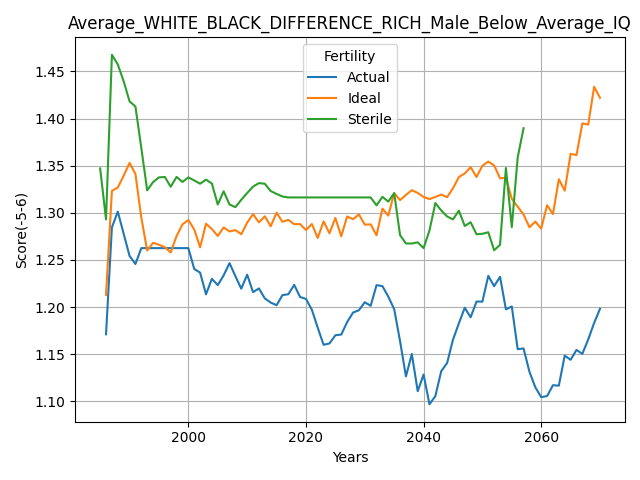 Average_WHITE_BLACK_DIFFERENCE_RICH_Male_Below_Average_IQ
Fertility
Actual
Ideal
Sterile
Score(-5-6)
1.45
1.40
1.35
1.30
1.25
1.20
1.15
1.10
2000
2020
2040
2060
Years